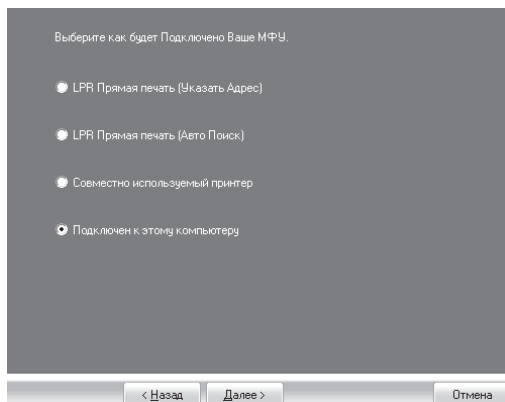 Выберите как будет Подключено Ваше МФУ.
LPR Прямая печать (Указать Адрес)
LPR Прямая печать (Авто Поиск)
Совместно используемый принтер
Подключен к этому компьютеру
< Назад Далее > Отмена